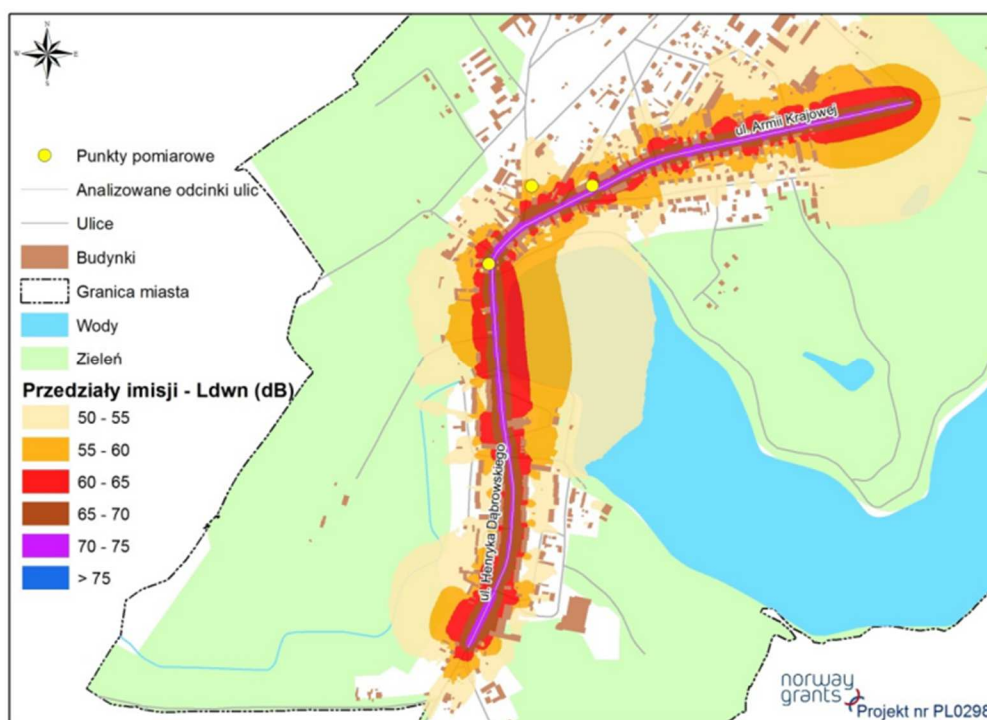 N
W
E
S
Punkty pomiarowe
Analizowane odcinki ulic
Ulice
Budynki
Granica miasta
Wody
Zieleń
Przedziały imisji - Ldwn (dB)
50 - 55
55 - 60
60 - 65
65 - 70
70 - 75
> 75
ul. Armii Krajowej
ul. Henryka Dąbrowskiego
norway
grants
Projekt nr PL0298